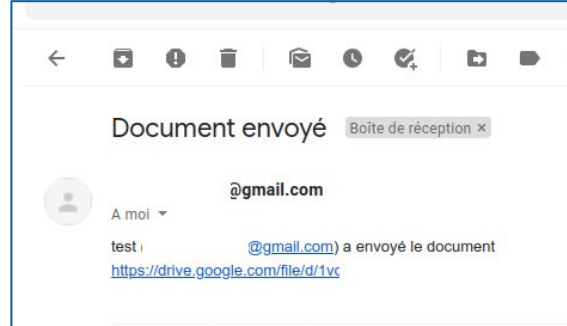 Document envoyé Boîte de réception ×
@gmail.com
A moi
test ( @gmail.com) a envoyé le document
https://drive.google.com/file/d/1vc